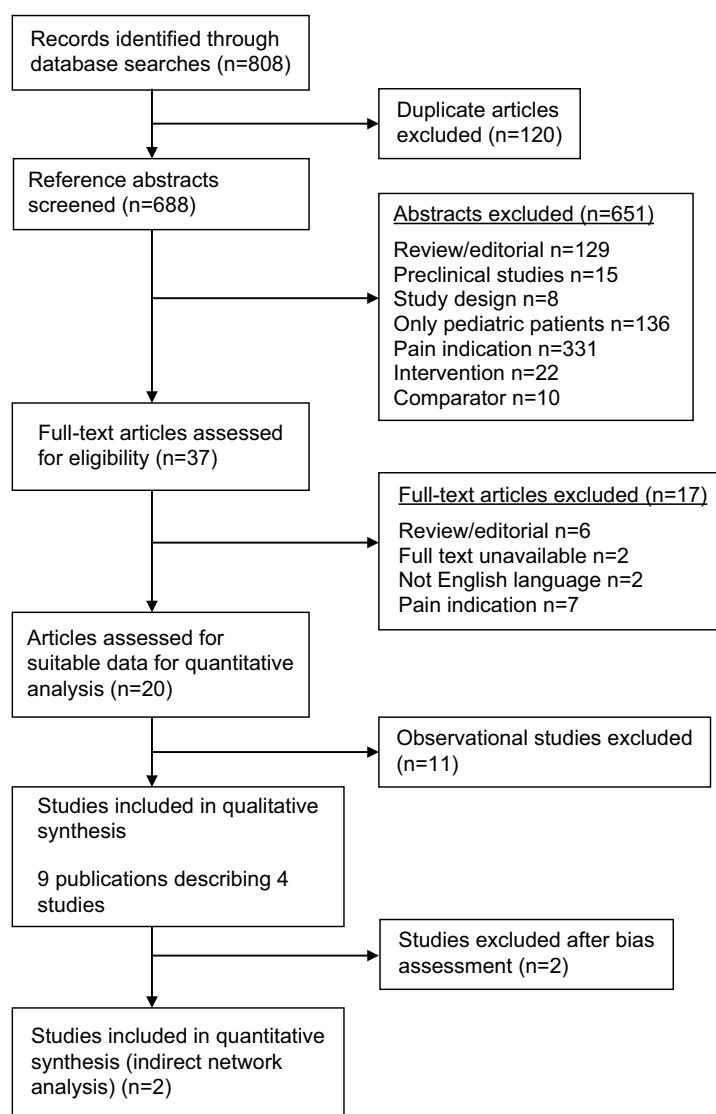 Records identified through
database searches (n=808)
Duplicate articles
excluded (n=120)
Reference abstracts
screened (n=688)
Abstracts excluded (n=651)
Review/editorial n=129
Preclinical studies n=15
Study design n=8
Only pediatric patients n=136
Pain indication n=331
Intervention n=22
Comparator n=10
Full-text articles assessed
for eligibility (n=37)
Full-text articles excluded (n=17)
Review/editorial n=6
Full text unavailable n=2
Not English language n=2
Pain indication n=7
Articles assessed for
suitable data for quantitative
analysis (n=20)
Observational studies excluded
(n=11)
Studies included in qualitative
synthesis
9 publications describing 4
studies
Studies excluded after bias
assessment (n=2)
Studies included in quantitative
synthesis (indirect network
analysis) (n=2)